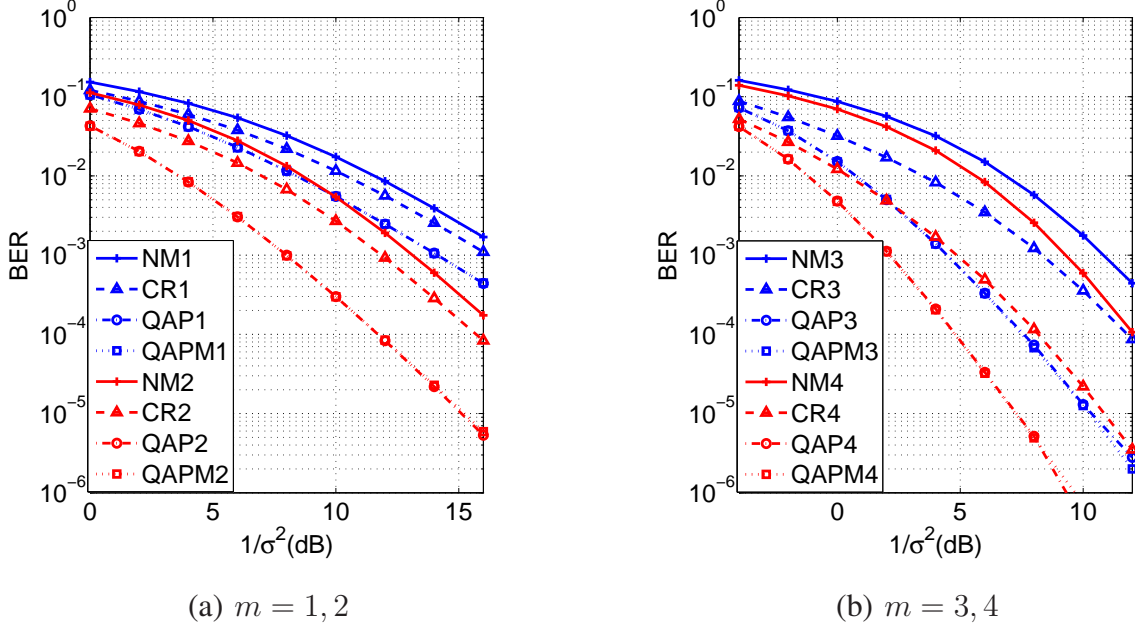 10^0
10^−1
10^−2
10^−3
10^−4
10^−5
10^−6
BER
0 5 10 15
1/σ^2(dB)
NM1
CR1
QAP1
QAPM1
NM2
CR2
QAP2
QAPM2
(a) m = 1, 2
10^0
10^−1
10^−2
10^−3
10^−4
10^−5
10^−6
BER
0 5 10
1/σ^2(dB)
NM3
CR3
QAP3
QAPM3
NM4
CR4
QAP4
QAPM4
(b) m = 3, 4